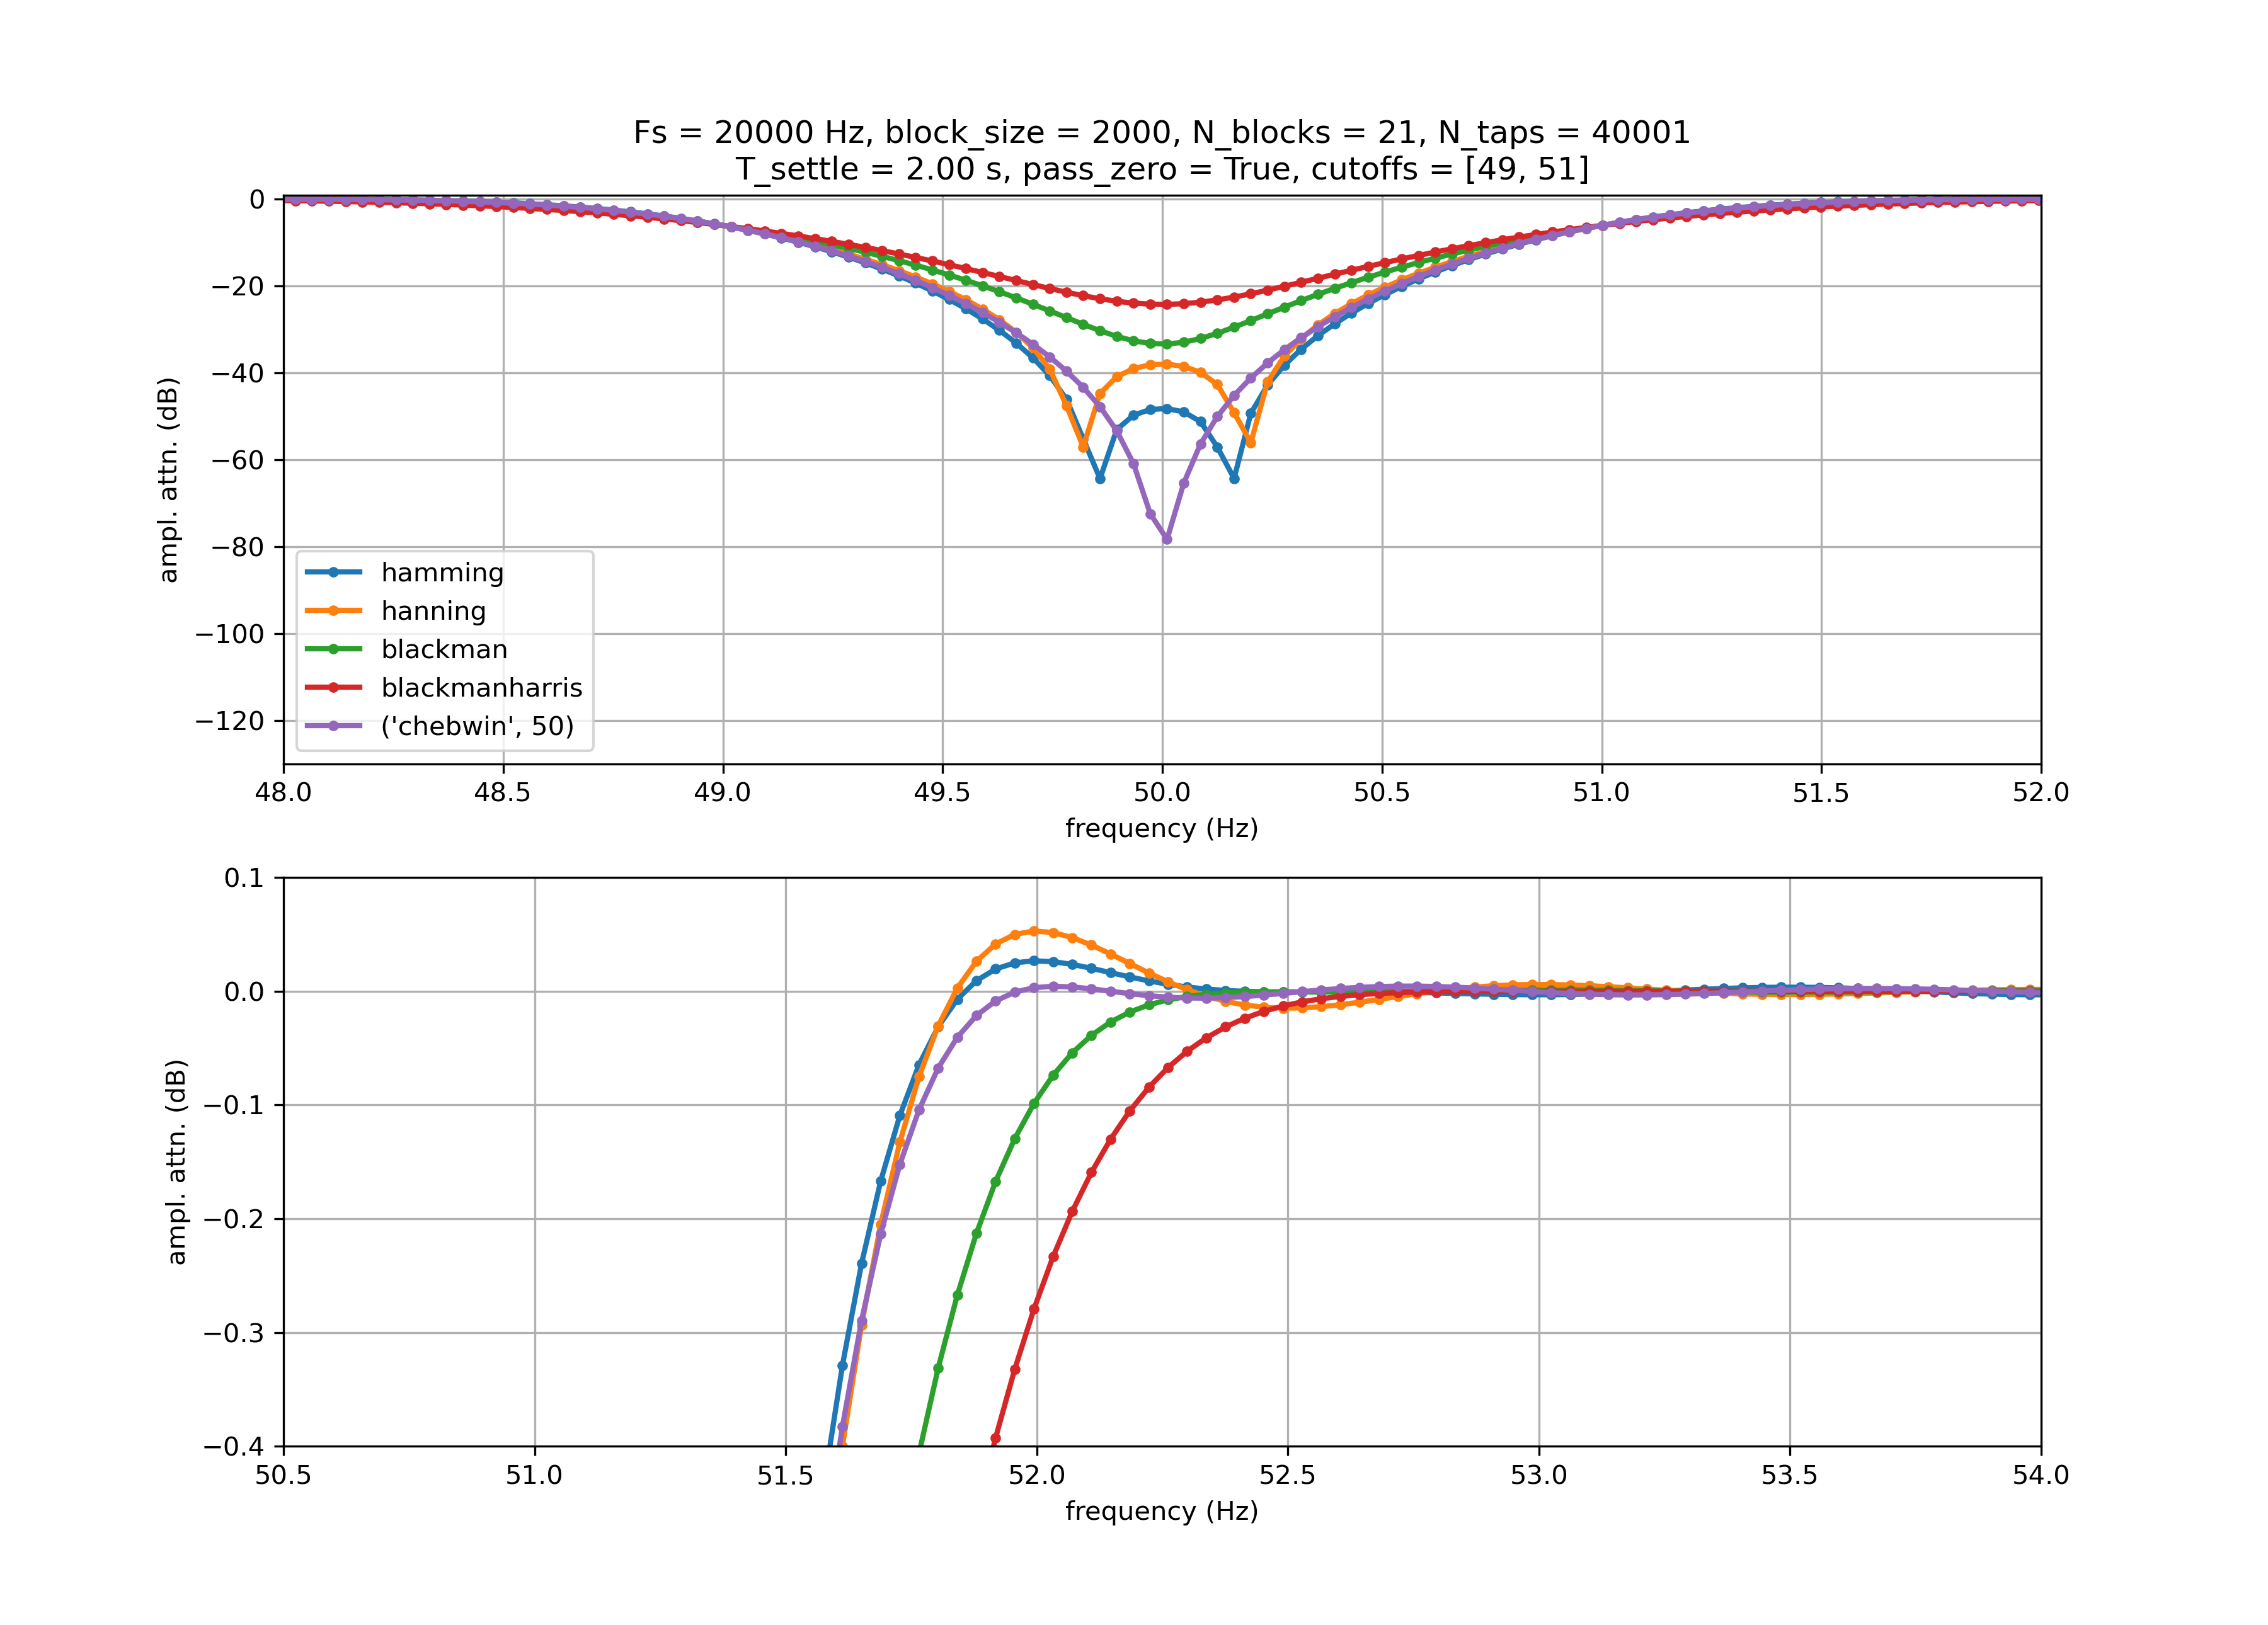 Fs = 20000 Hz, block_size = 2000, N_blocks = 21, N_taps = 40001
T_settle = 2.00 s, pass_zero = True, cutoffs = [49, 51]
ampl. attn. (dB)
0
−20
−40
−60
−80
−100
−120
hamming
hanning
blackman
blackmanharris
('chebwin', 50)
48.0 48.5 49.0 49.5 50.0 50.5 51.0 51.5 52.0
frequency (Hz)
ampl. attn. (dB)
0.1
0.0
−0.1
−0.2
−0.3
−0.4
50.5 51.0 51.5 52.0 52.5 53.0 53.5 54.0
frequency (Hz)